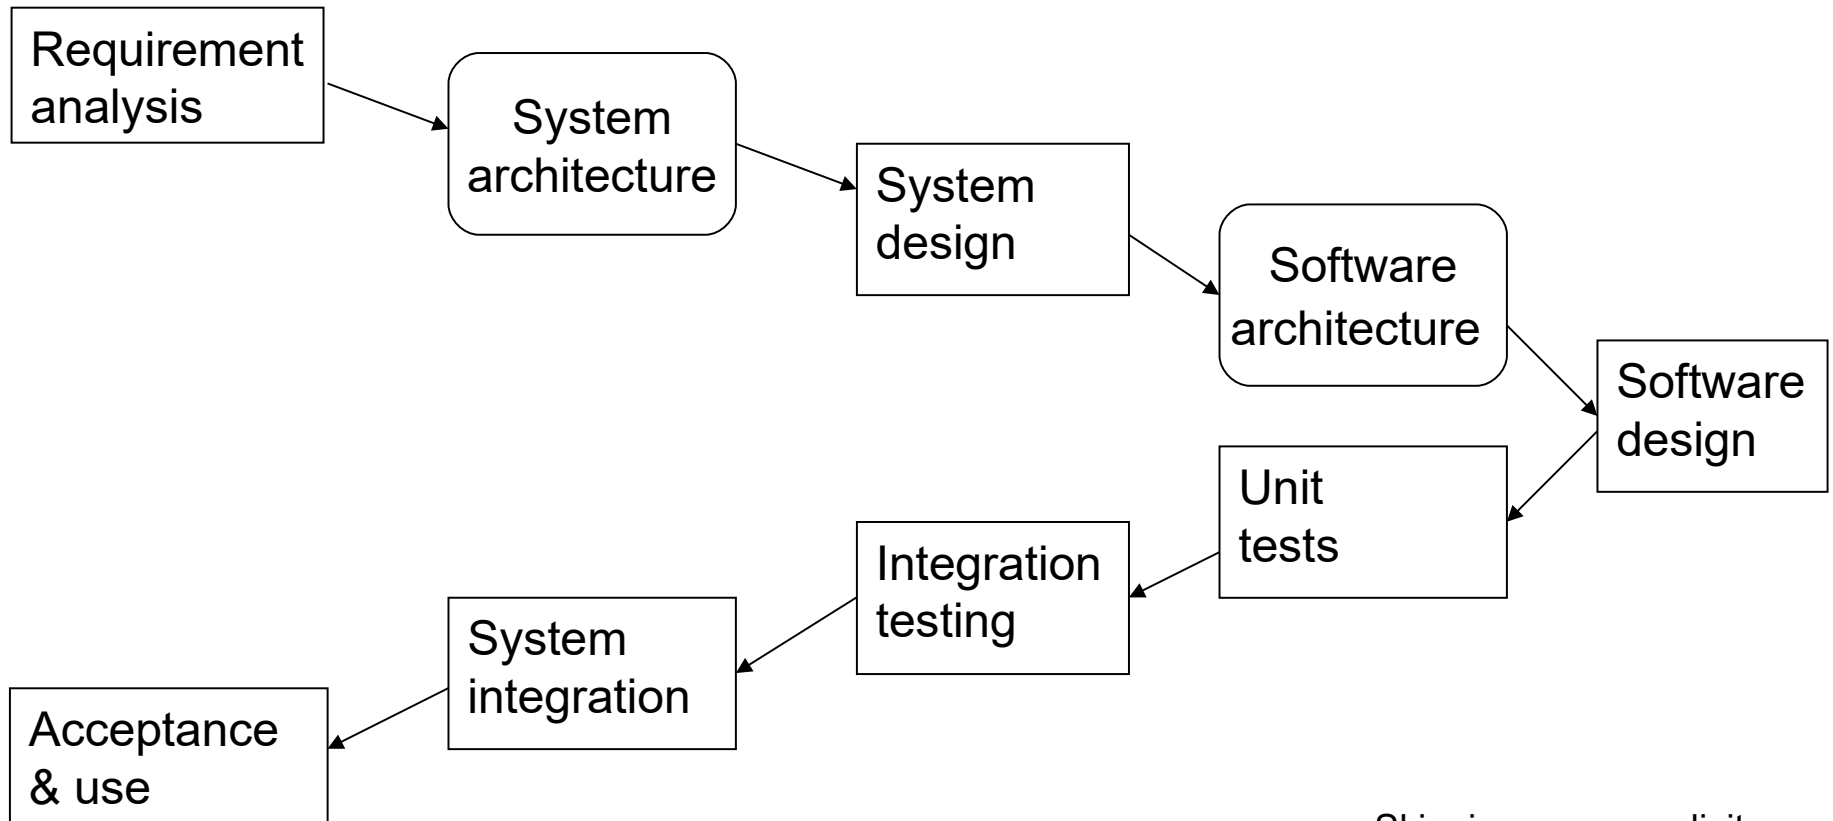 Requirement
analysis
System
architecture
System
design
Software
architecture
Software
design
Unit
tests
Integration
testing
System
integration
Acceptance
& use